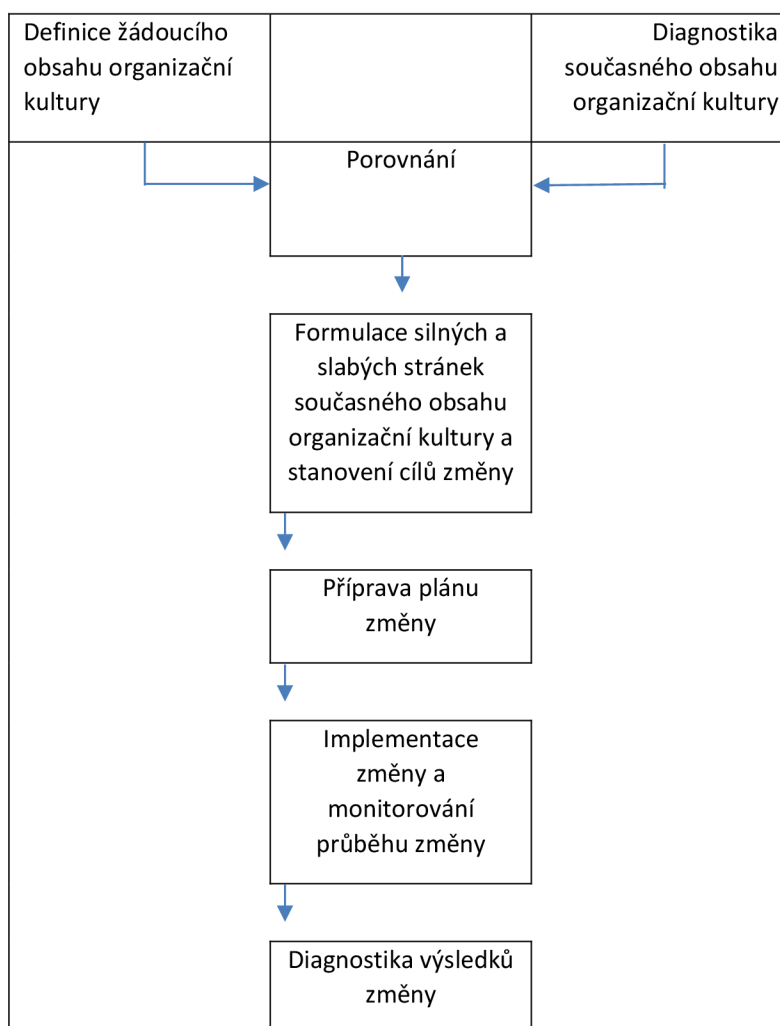 Definice žádoucího
obsahu organizační
kultury
Diagnostika
současného obsahu
organizační kultury
Porovnání
Formulace silných a
slabých stránek
současného obsahu
organizační kultury a
stanovení cílů změny
Příprava plánu
změny
Implementace
změny a
monitorování
průběhu změny
Diagnostika výsledků
změny